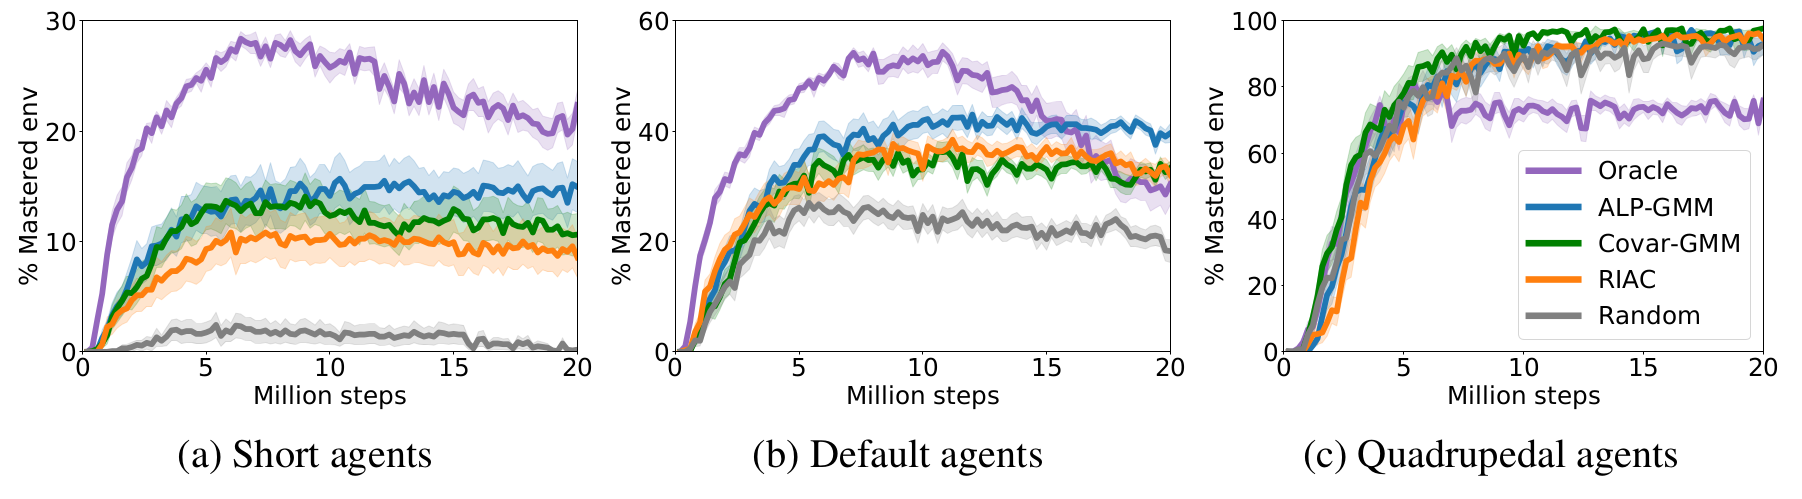 30
20
10
0
0 5 10 15 20
% Mastered env
Million steps
(a) Short agents
60
40
20
0
0 5 10 15 20
% Mastered env
Million steps
(b) Default agents
100
80
60
40
20
0
0 5 10 15 20
% Mastered env
Million steps
Oracle
ALP-GMM
Covar-GMM
RIAC
Random
(c) Quadrupedal agents